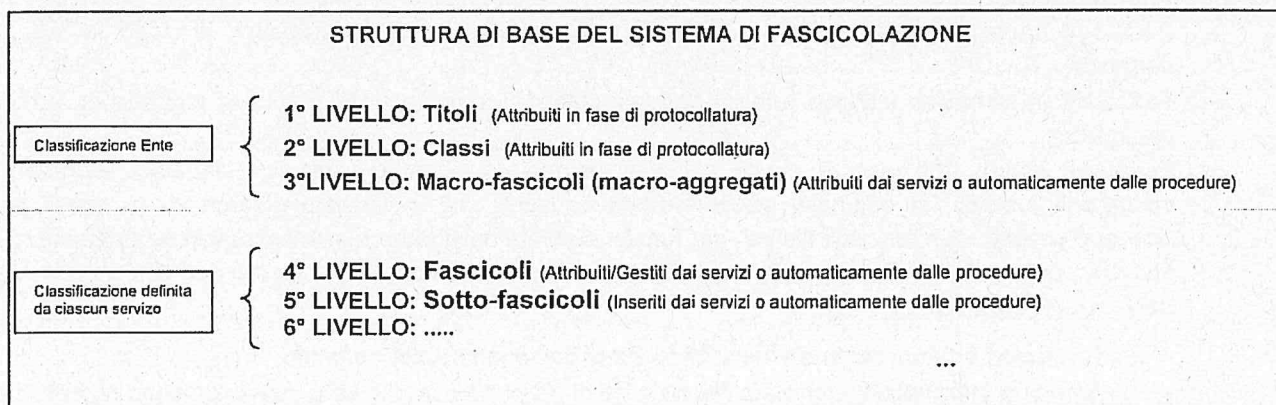 STRUTTURA DI BASE DEL SISTEMA DI FASCICOLAZIONE
Classificazione Ente
1° LIVELLO: Titoli (Attribuiti in fase di protocollatura)
2° LIVELLO: Classi (Attribuiti in fase di protocollatura)
3°LIVELLO: Macro-fascicoli (macro-aggregati) (Attribuiti dai servizi o automaticamente dalle procedure)
Classificazione definita
da ciascun servizo
4° LIVELLO: Fascicoli (Attribuiti/Gestiti dai servizi o automaticamente dalle procedure)
5° LIVELLO: Sotto-fascicoli (Inseriti dai servizi o automaticamente dalle procedure)
6° LIVELLO: .....
...